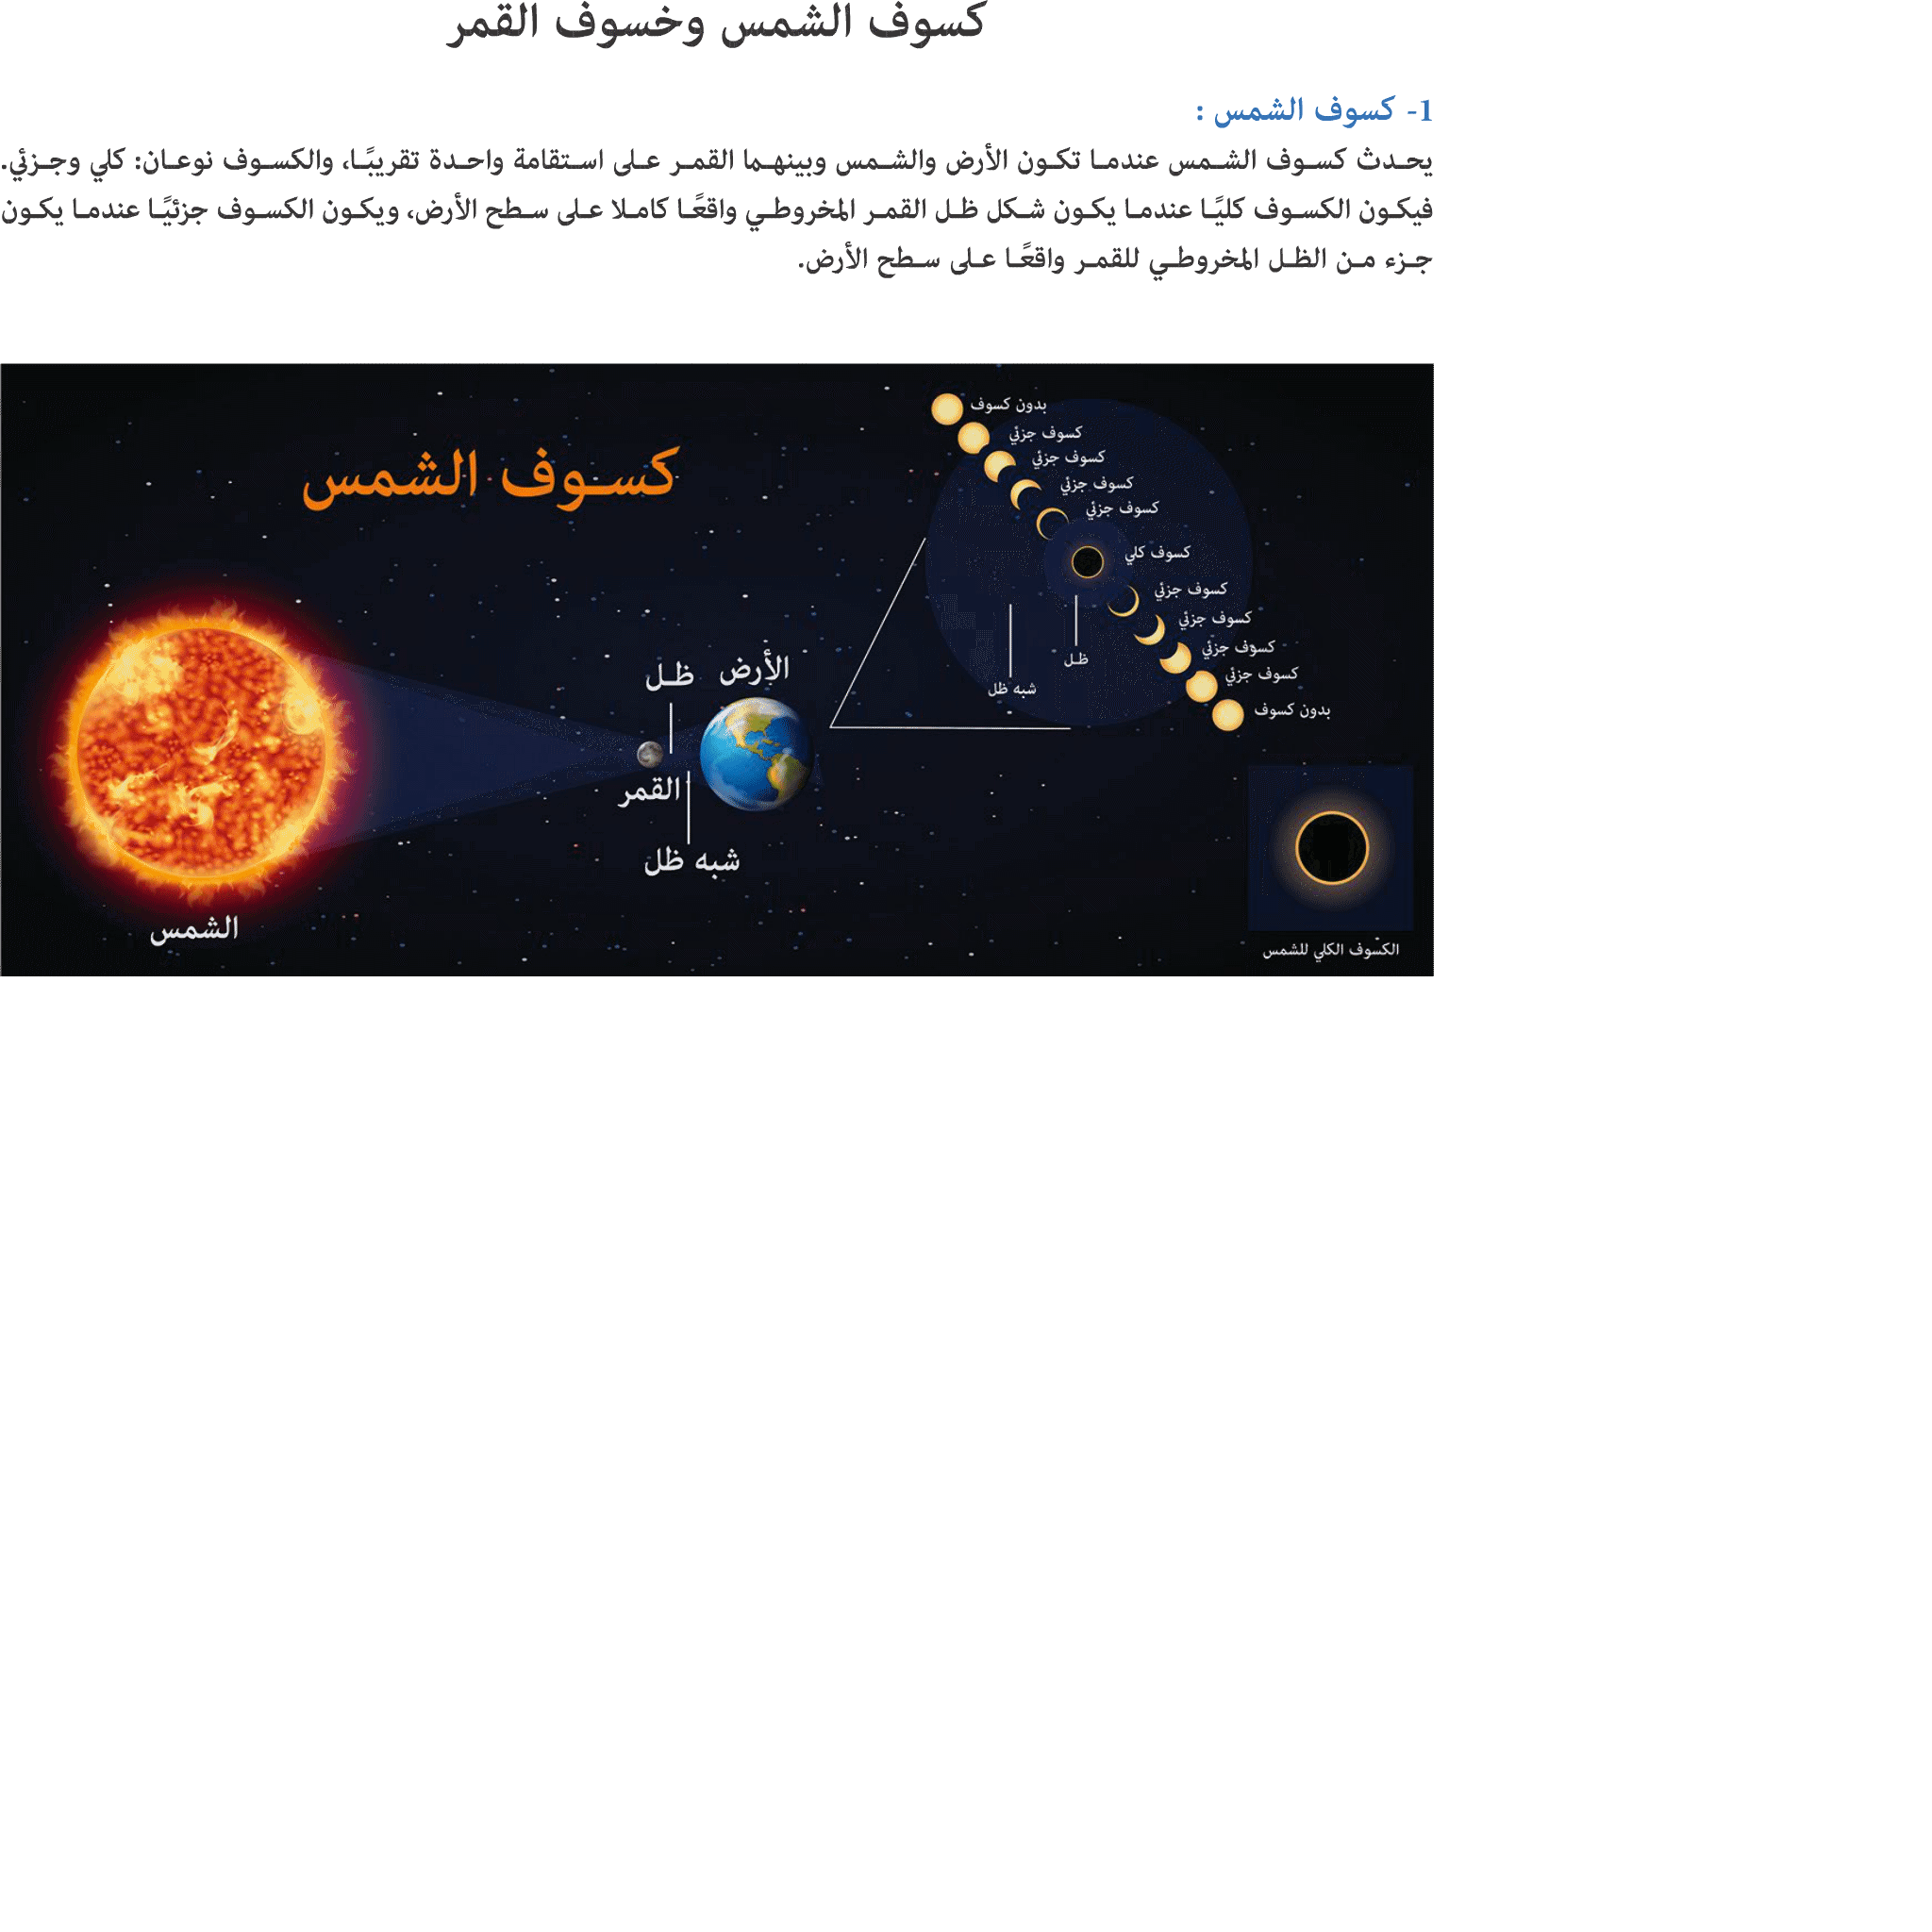 كسوف الشمس وخسوف القمر
1- كسوف الشمس :
يحدث كسوف الشمس عندما تكون الأرض والشمس وبينهما القمر على استقامة واحدة تقريبًا، والكسوف نوعان: كلي وجزئي.
فيكون الكسوف كليًا عندما يكون شكل ظل القمر المخروطي واقعًا كاملا على سطح الأرض، ويكون الكسوف جزئيًا عندما يكون
جزء من الظل المخروطي للقمر واقعًا على سطح الأرض.
بدون كسوف
كسوف جزئي
كسوف جزئي
كسوف جزئي
كسوف جزئي
كسوف كلي
كسوف جزئي
كسوف جزئي
كسوف جزئي
كسوف جزئي
بدون كسوف
ظل
شبه ظل
كسوف الشمس
الأرض
ظل
القمر
شبه ظل
الشمس
الكسوف الكلي للشمس